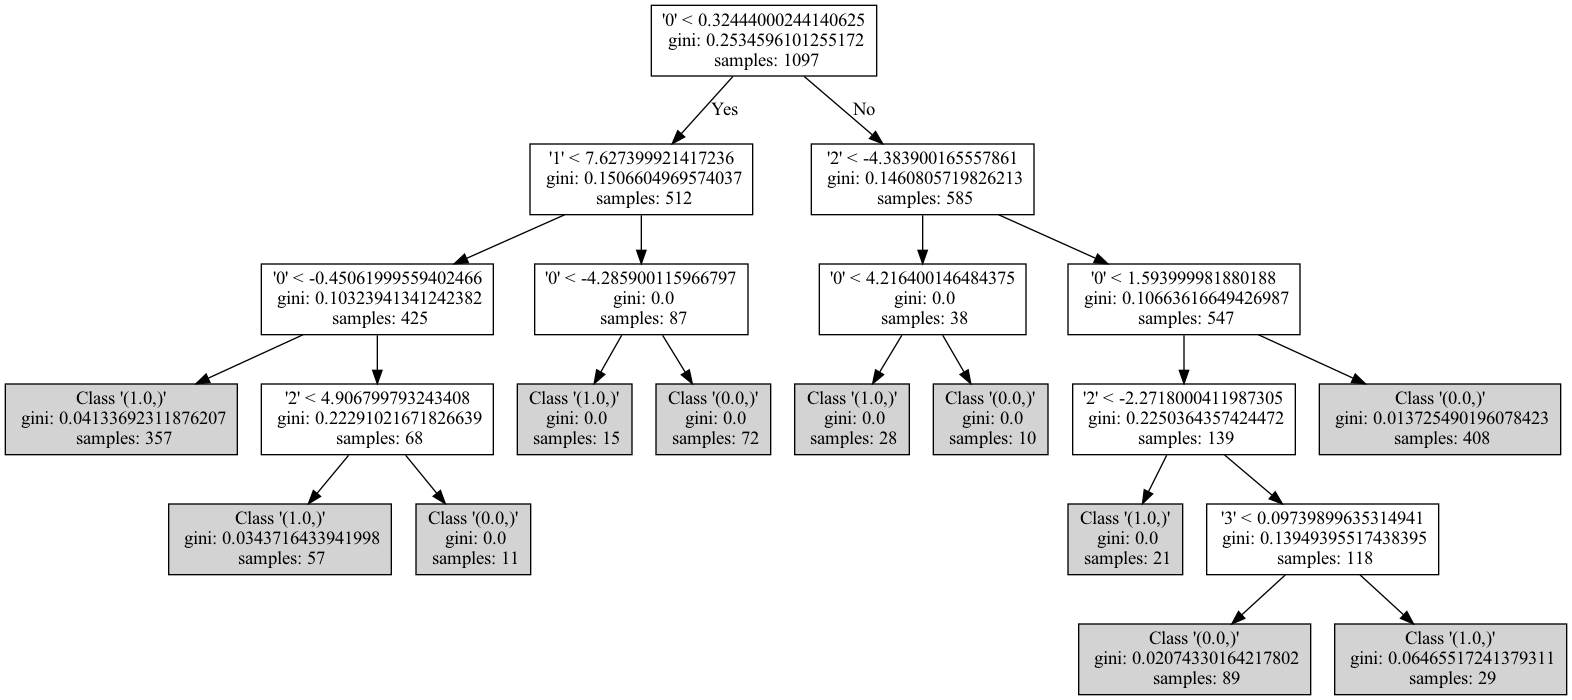 '0' < 0.32444000244140625
gini: 0.2534596101255172
samples: 1097
Yes
No
'1' < 7.627399921417236
gini: 0.1506604969574037
samples: 512
'2' < -4.383900165557861
gini: 0.1460805719826213
samples: 585
'0' < -0.45061999559402466
gini: 0.10323941341242382
samples: 425
'0' < -4.285900115966797
gini: 0.0
samples: 87
'0' < 4.216400146484375
gini: 0.0
samples: 38
'0' < 1.593999981880188
gini: 0.10663616649426987
samples: 547
Class '(1.0,)'
gini: 0.04133692311876207
samples: 357
'2' < 4.906799793243408
gini: 0.22291021671826639
samples: 68
Class '(1.0,)'
gini: 0.0
samples: 15
Class '(0.0,)'
gini: 0.0
samples: 72
Class '(1.0,)'
gini: 0.0
samples: 28
Class '(0.0,)'
gini: 0.0
samples: 10
'2' < -2.2718000411987305
gini: 0.2250364357424472
samples: 139
Class '(0.0,)'
gini: 0.013725490196078423
samples: 408
Class '(1.0,)'
gini: 0.0343716433941998
samples: 57
Class '(0.0,)'
gini: 0.0
samples: 11
Class '(1.0,)'
gini: 0.0
samples: 21
'3' < 0.09739899635314941
gini: 0.13949395517438395
samples: 118
Class '(0.0,)'
gini: 0.02074330164217802
samples: 89
Class '(1.0,)'
gini: 0.06465517241379311
samples: 29